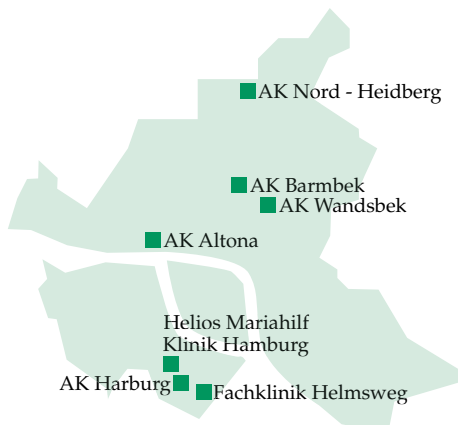 AK Nord - Heidberg
AK Barmbek
AK Wandsbek
AK Altona
Helios Mariahilf
Klinik Hamburg
AK Harburg
Fachklinik Helmsweg